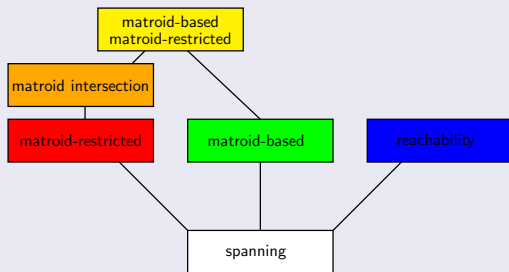 matroid-based
matroid-restricted
matroid intersection
matroid-restricted
matroid-based
reachability
spanning